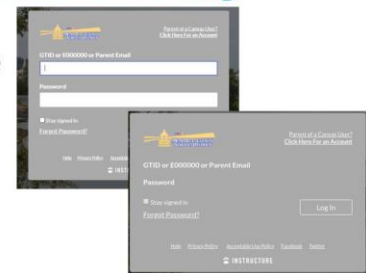 Parent of a Canvas User?
Click Here For an Account
GTID or E000000 or Parent Email
Password
Stay signed in
Forgot Password?
Help Privacy Policy
Parent of a Canvas User?
Click Here For an Account
GTID or E000000 or Parent Email
Password
Stay signed in
Forgot Password?
Log In
Help Privacy Policy Acceptable Use Policy Facebook Twitter
INSTRUCTURE